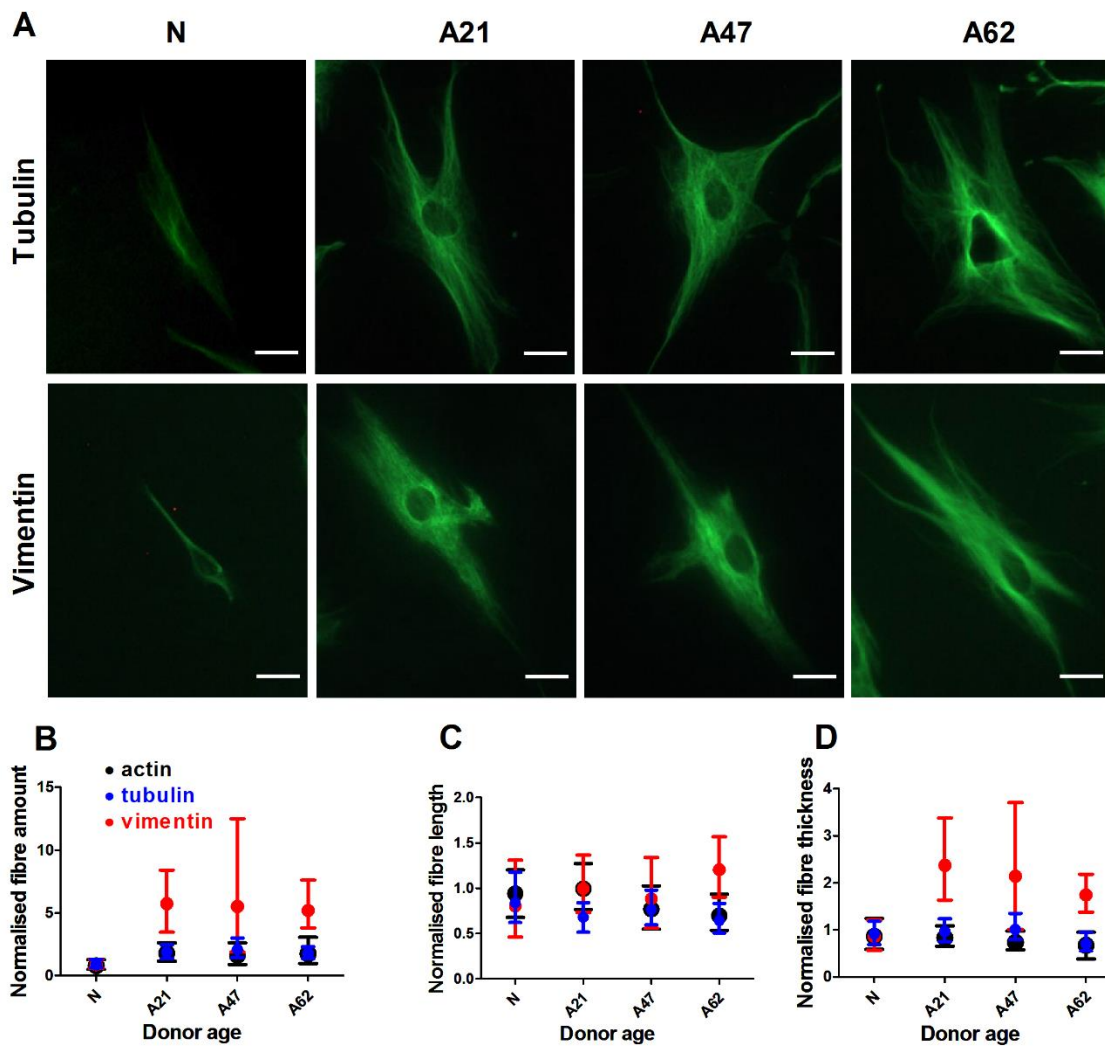 A
N A21 A47 A62
Tubulin
Vimentin
B
actin
tubulin
vimentin
Normalised fibre amount
15
10
5
0
N A21 A47 A62
Donor age
C
Normalised fibre length
2.0
1.5
1.0
0.5
0.0
N A21 A47 A62
Donor age
D
Normalised fibre thickness
4
3
2
1
0
N A21 A47 A62
Donor age